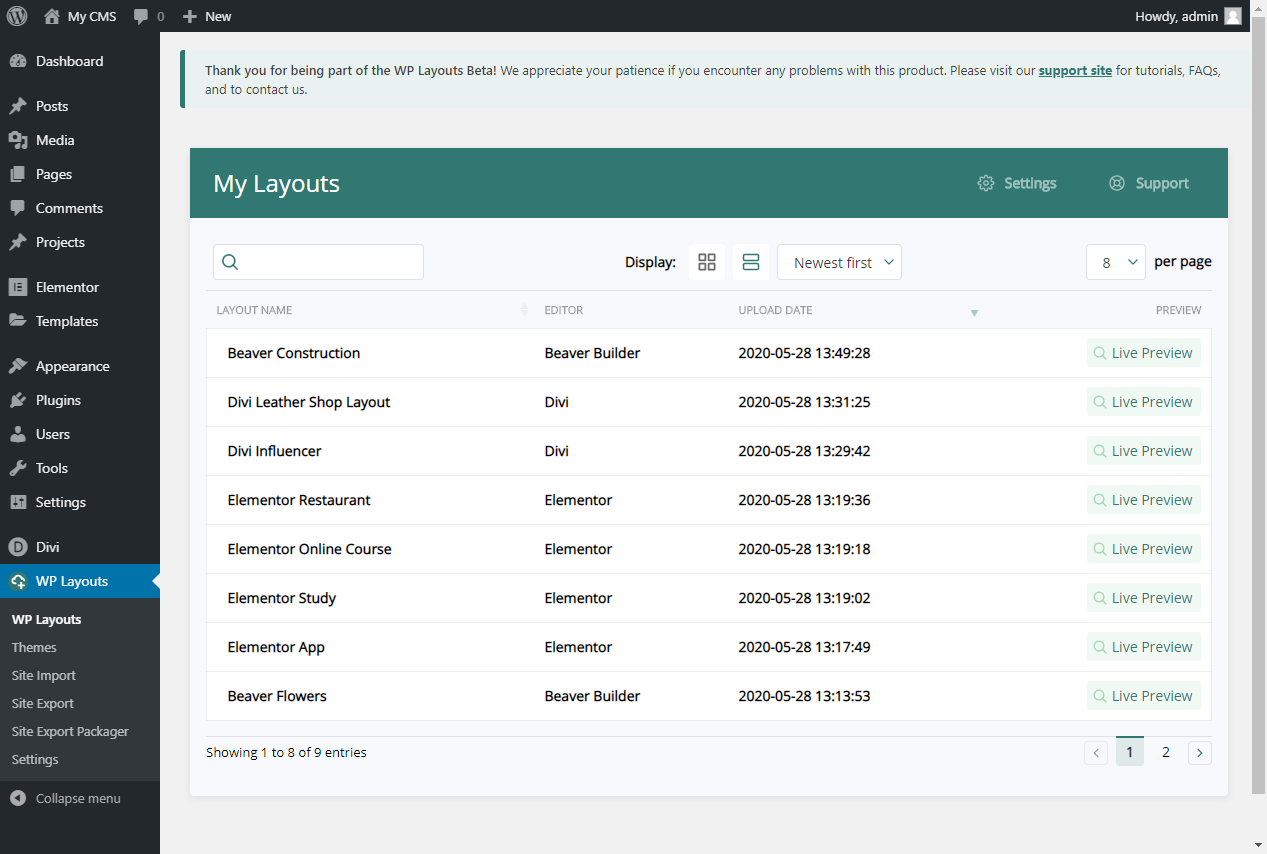 My CMS 0 New Howdy, admin
Dashboard
Posts
Media
Pages
Comments
Projects
Elementor
Templates
Appearance
Plugins
Users
Tools
Settings
Divi
WP Layouts
WP Layouts
Themes
Site Import
Site Export
Site Export Packager
Settings
Collapse menu
Thank you for being part of the WP Layouts Beta! We appreciate your patience if you encounter any problems with this product. Please visit our support site for tutorials, FAQs,
and to contact us.
My Layouts Settings Support
Display: Newest first 8 per page
LAYOUT NAME EDITOR UPLOAD DATE PREVIEW
Beaver Construction Beaver Builder 2020-05-28 13:49:28 Live Preview
Divi Leather Shop Layout Divi 2020-05-28 13:31:25 Live Preview
Divi Influencer Divi 2020-05-28 13:29:42 Live Preview
Elementor Restaurant Elementor 2020-05-28 13:19:36 Live Preview
Elementor Online Course Elementor 2020-05-28 13:19:18 Live Preview
Elementor Study Elementor 2020-05-28 13:19:02 Live Preview
Elementor App Elementor 2020-05-28 13:17:49 Live Preview
Beaver Flowers Beaver Builder 2020-05-28 13:13:53 Live Preview
Showing 1 to 8 of 9 entries 1 2